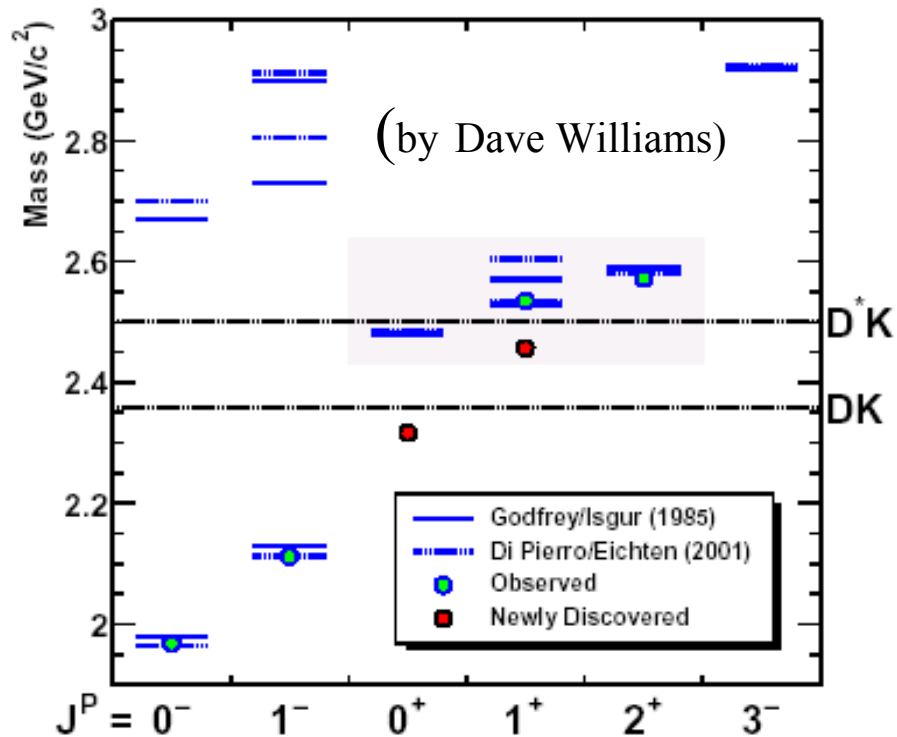 Mass (GeV/c²)
3
2.8
2.6
2.4
2.2
2
(by Dave Williams)
D*K
DK
Godfrey/Isgur (1985)
Di Pierro/Eichten (2001)
Observed
Newly Discovered
Jᴾ = 0⁻ 1⁻ 0⁺ 1⁺ 2⁺ 3⁻